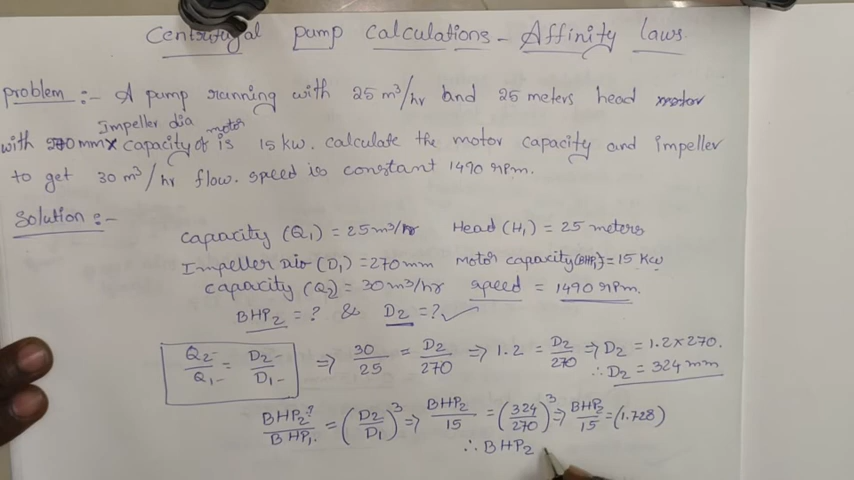 Centrifugal pump calculations - Affinity laws.
problem :- A pump running with 25 m³/hr and 25 meters head
Impeller dia motor
with 270mm capacity is 15 kw. calculate the motor capacity and impeller
to get 30 m³/hr flow. speed is constant 1490 rpm.
Solution :-
capacity (Q₁) = 25 m³/hr Head (H₁) = 25 meters
Impeller dia (D₁) = 270 mm motor capacity (BHP₁) = 15 Kw
capacity (Q₂) = 30 m³/hr speed = 1490 rpm.
BHP₂ = ? & D₂ = ? ✓
Q₂/Q₁ = D₂/D₁ ⇒ 30/25 = D₂/270 ⇒ 1.2 = D₂/270 ⇒ D₂ = 1.2 × 270.
∴ D₂ = 324 mm
BHP₂?/BHP₁ = (D₂/D₁)³ ⇒ BHP₂/15 = (324/270)³ ⇒ BHP₂/15 = (1.728)
∴ BHP₂